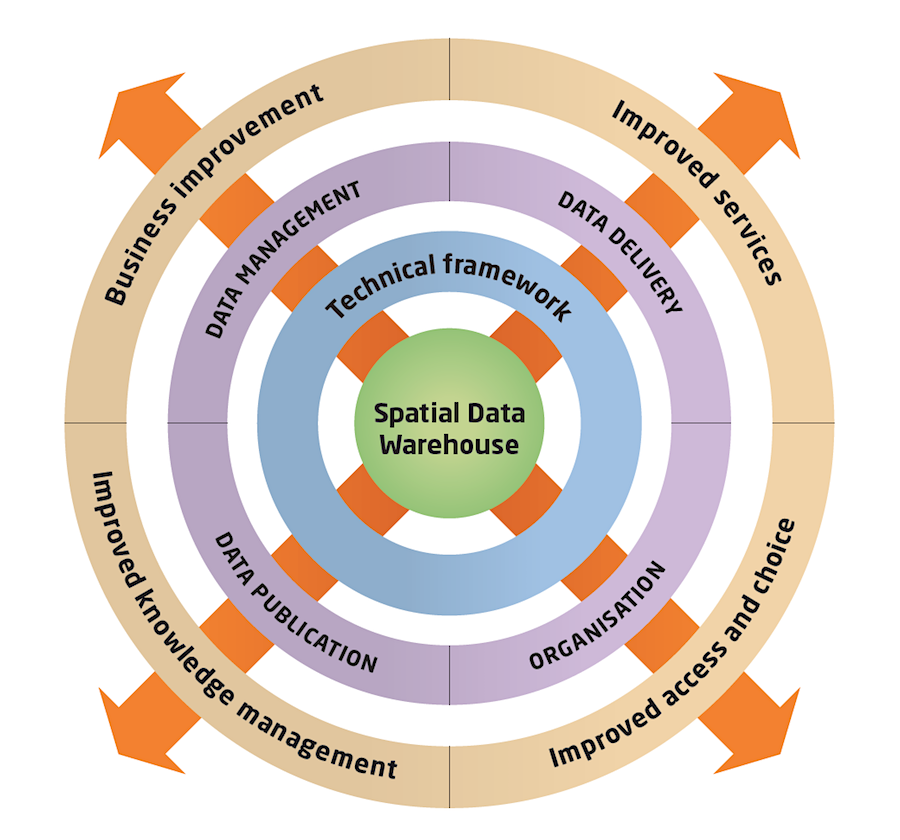 Business improvement
Improved services
DATA MANAGEMENT
DATA DELIVERY
Technical framework
Spatial Data
Warehouse
DATA PUBLICATION
ORGANISATION
Improved knowledge management
Improved access and choice